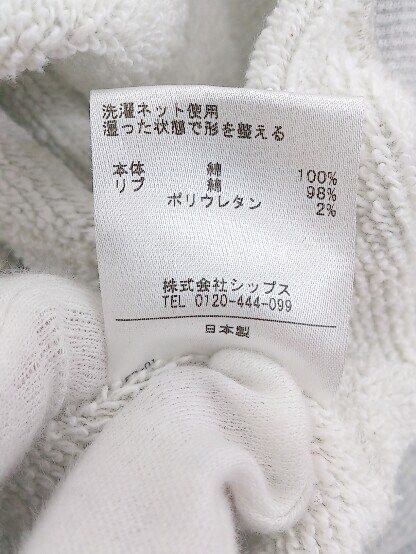 洗濯ネット使用
湿った状態で形を整える
本体 綿 100%
リブ 綿 98%
ポリウレタン 2%
株式会社シップス
TEL 0120-444-099
日本製